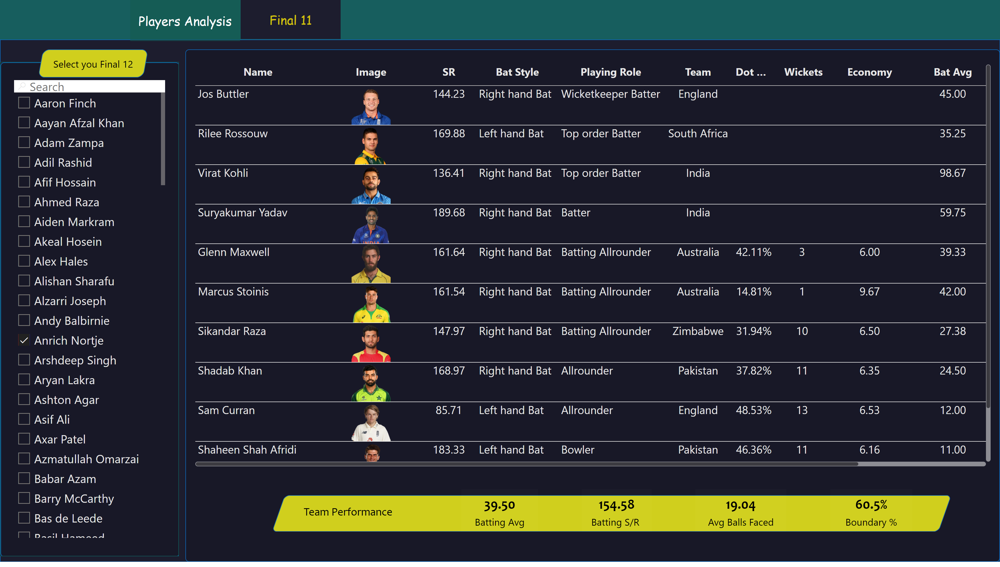 Players Analysis
Final 11
Select you Final 12
Search
Aaron Finch
Aayan Afzal Khan
Adam Zampa
Adil Rashid
Afif Hossain
Ahmed Raza
Aiden Markram
Akeal Hosein
Alex Hales
Alishan Sharafu
Alzarri Joseph
Andy Balbirnie
Anrich Nortje
Arshdeep Singh
Aryan Lakra
Ashton Agar
Asif Ali
Axar Patel
Azmatullah Omarzai
Babar Azam
Barry McCarthy
Bas de Leede
Basil Hameed
Name Image SR Bat Style Playing Role Team Dot ... Wickets Economy Bat Avg
Jos Buttler 144.23 Right hand Bat Wicketkeeper Batter England 45.00
Rilee Rossouw 169.88 Left hand Bat Top order Batter South Africa 35.25
Virat Kohli 136.41 Right hand Bat Top order Batter India 98.67
Suryakumar Yadav 189.68 Right hand Bat Batter India 59.75
Glenn Maxwell 161.64 Right hand Bat Batting Allrounder Australia 42.11% 3 6.00 39.33
Marcus Stoinis 161.54 Right hand Bat Batting Allrounder Australia 14.81% 1 9.67 42.00
Sikandar Raza 147.97 Right hand Bat Batting Allrounder Zimbabwe 31.94% 10 6.50 27.38
Shadab Khan 168.97 Right hand Bat Allrounder Pakistan 37.82% 11 6.35 24.50
Sam Curran 85.71 Left hand Bat Allrounder England 48.53% 13 6.53 12.00
Shaheen Shah Afridi 183.33 Left hand Bat Bowler Pakistan 46.36% 11 6.16 11.00
Team Performance
39.50 154.58 19.04 60.5%
Batting Avg Batting S/R Avg Balls Faced Boundary %